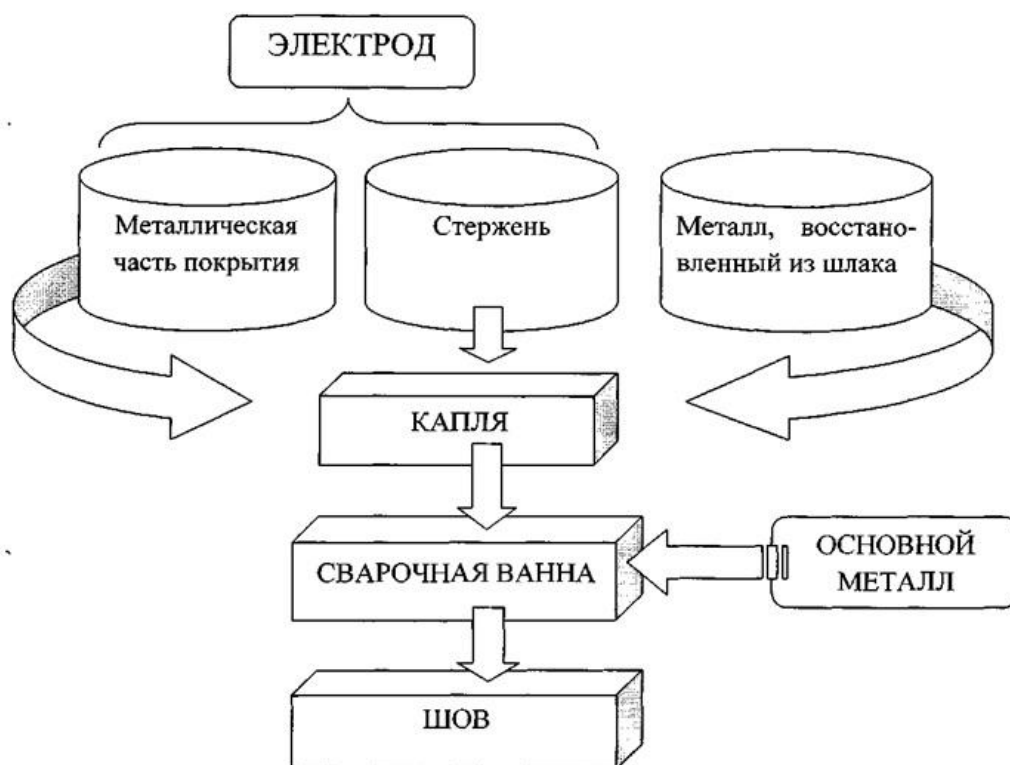 ЭЛЕКТРОД
Металлическая
часть покрытия
Стержень
Металл, восстано-
вленный из шлака
КАПЛЯ
СВАРОЧНАЯ ВАННА
ОСНОВНОЙ
МЕТАЛЛ
ШОВ